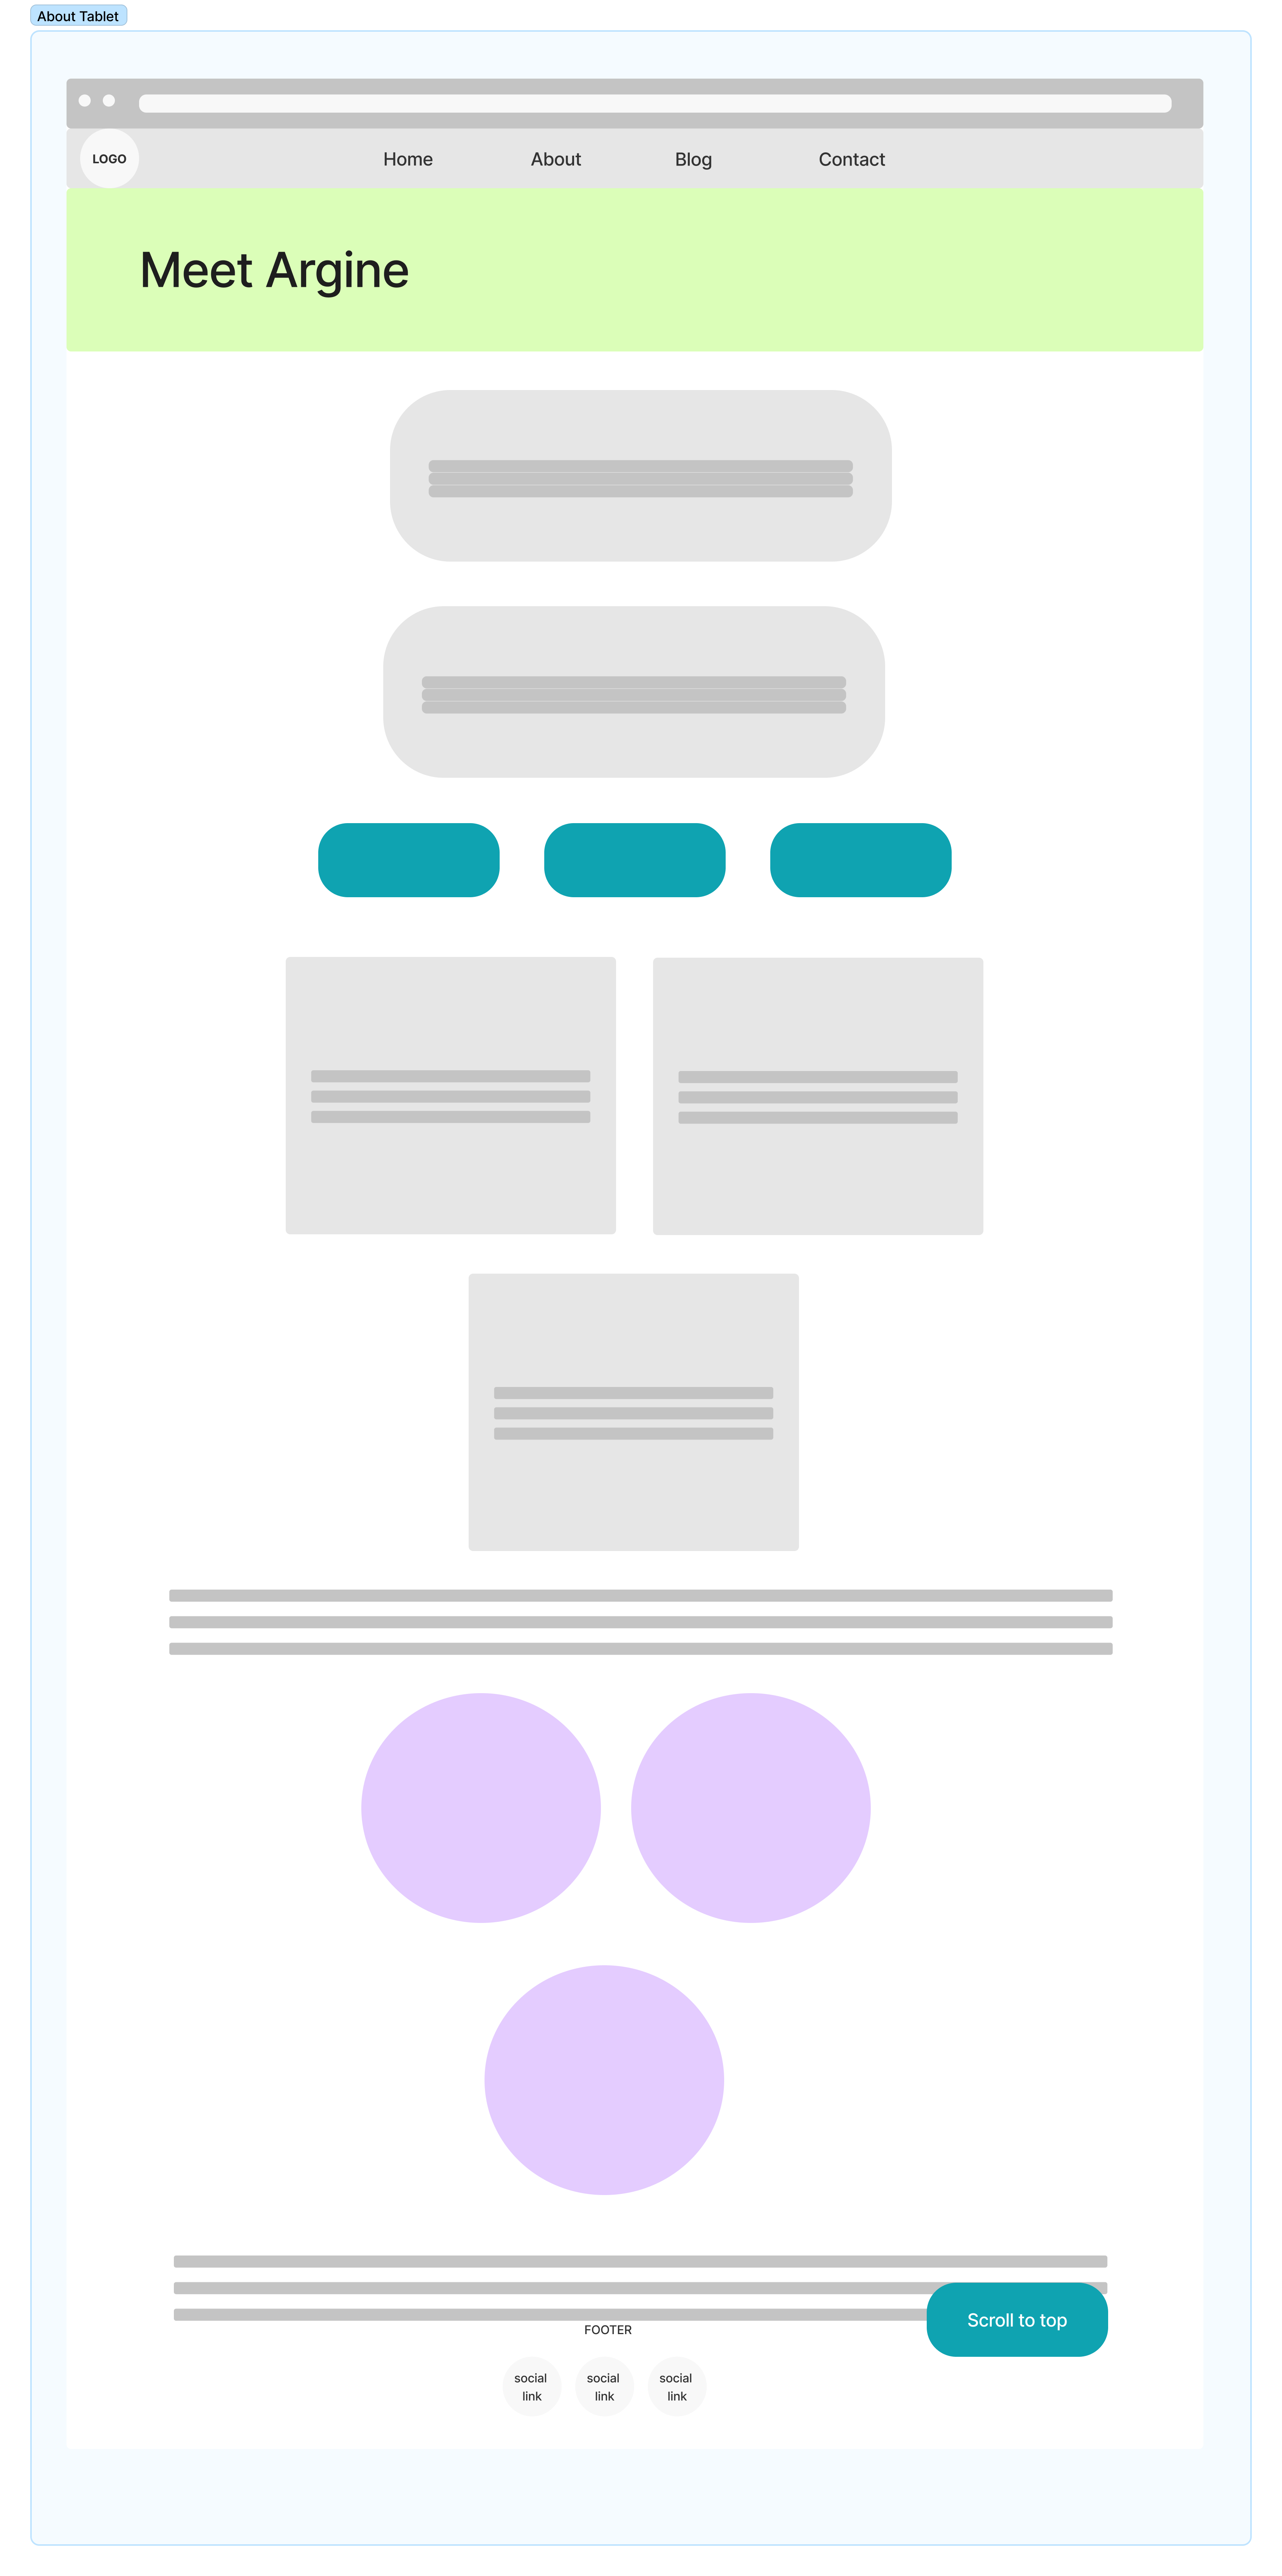 About Tablet
LOGO
Home
About
Blog
Contact
Meet Argine
Scroll to top
FOOTER
social
link
social
link
social
link